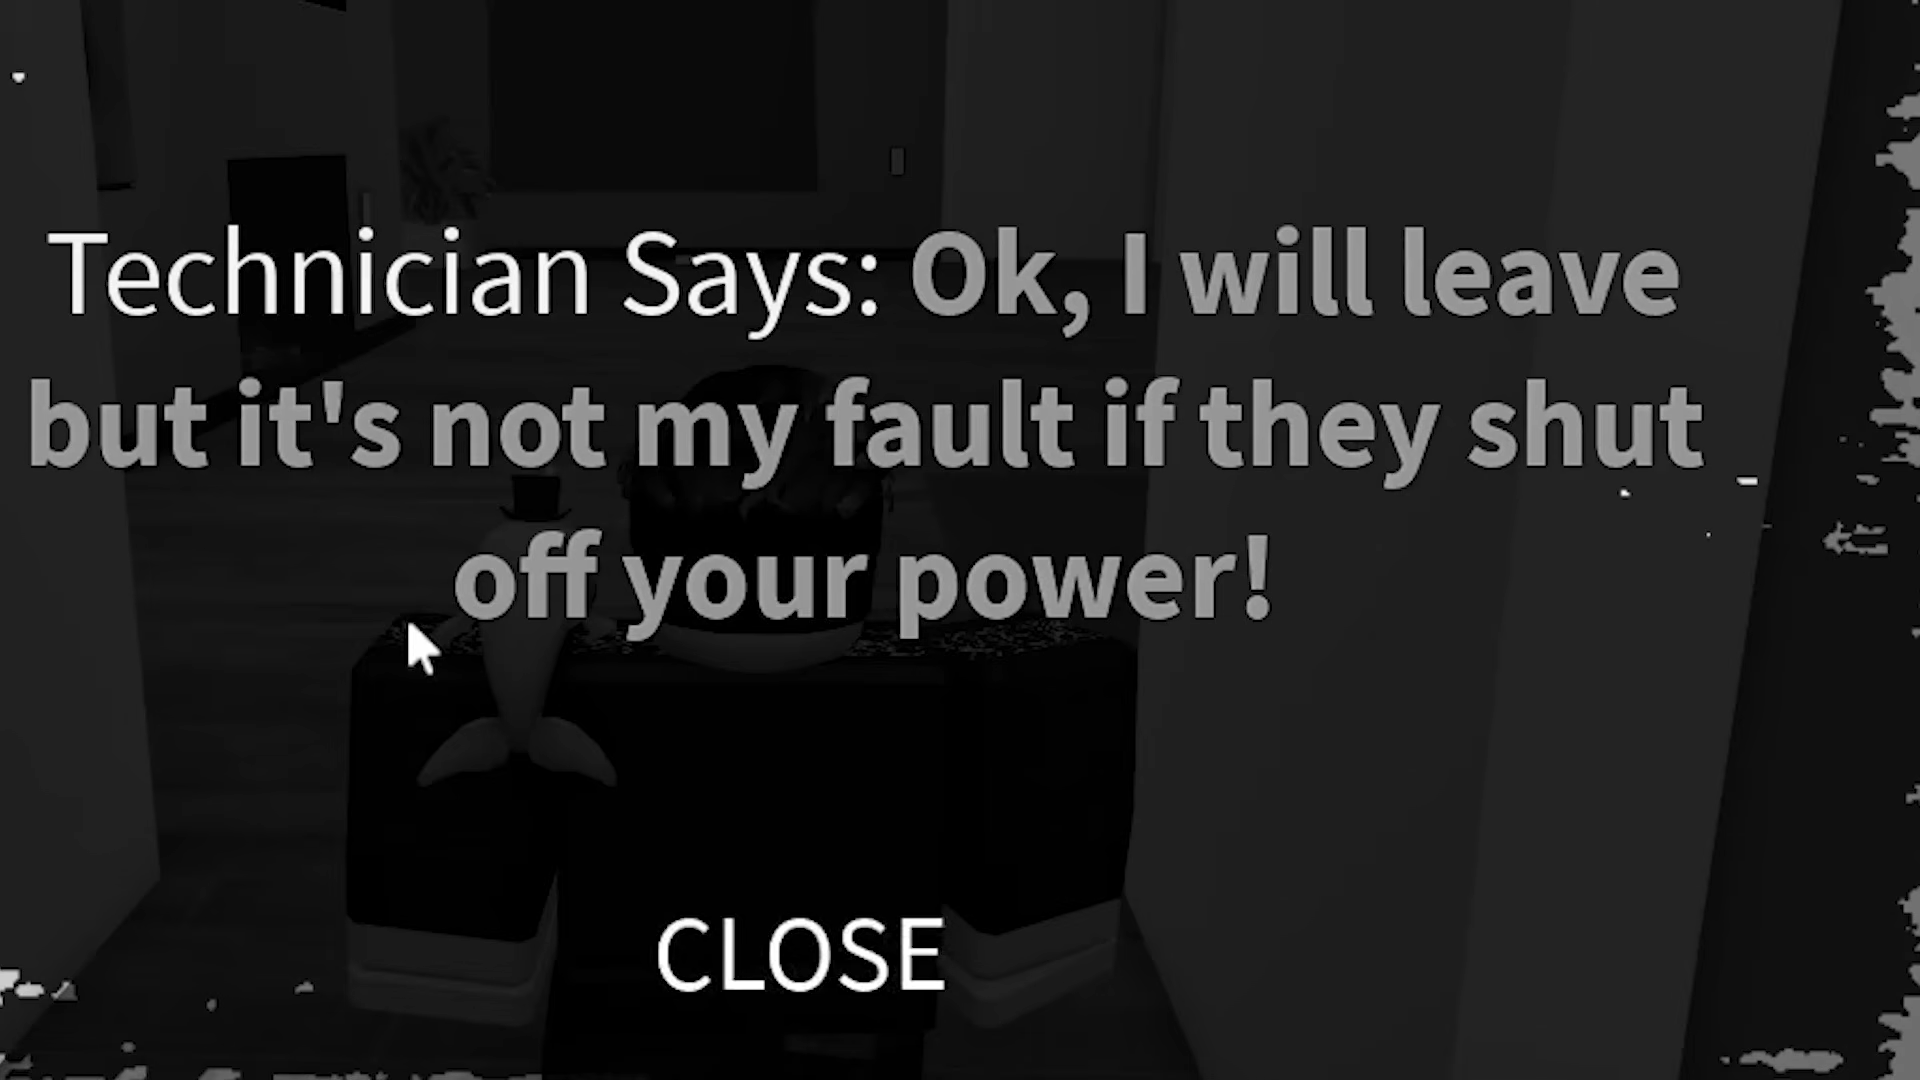 Technician Says: Ok, I will leave
but it's not my fault if they shut
off your power!
CLOSE